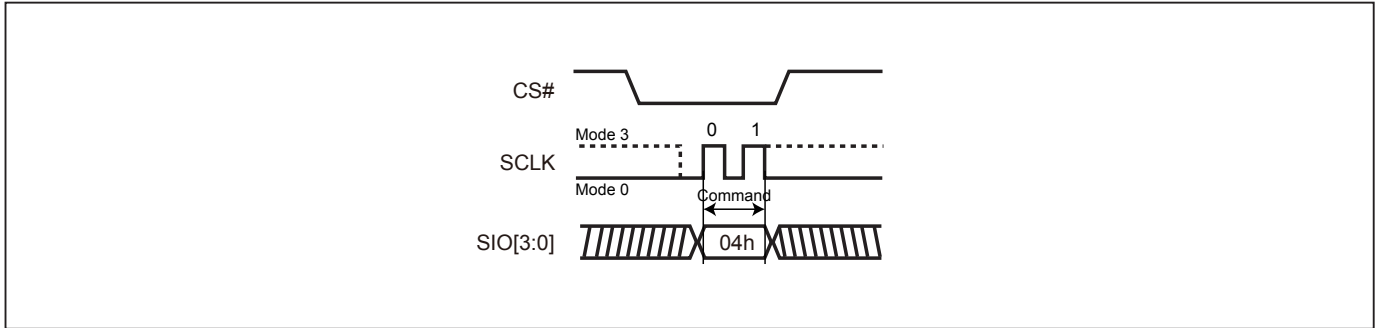 CS#
Mode 3
0 1
SCLK
Mode 0
Command
SIO[3:0]
04h